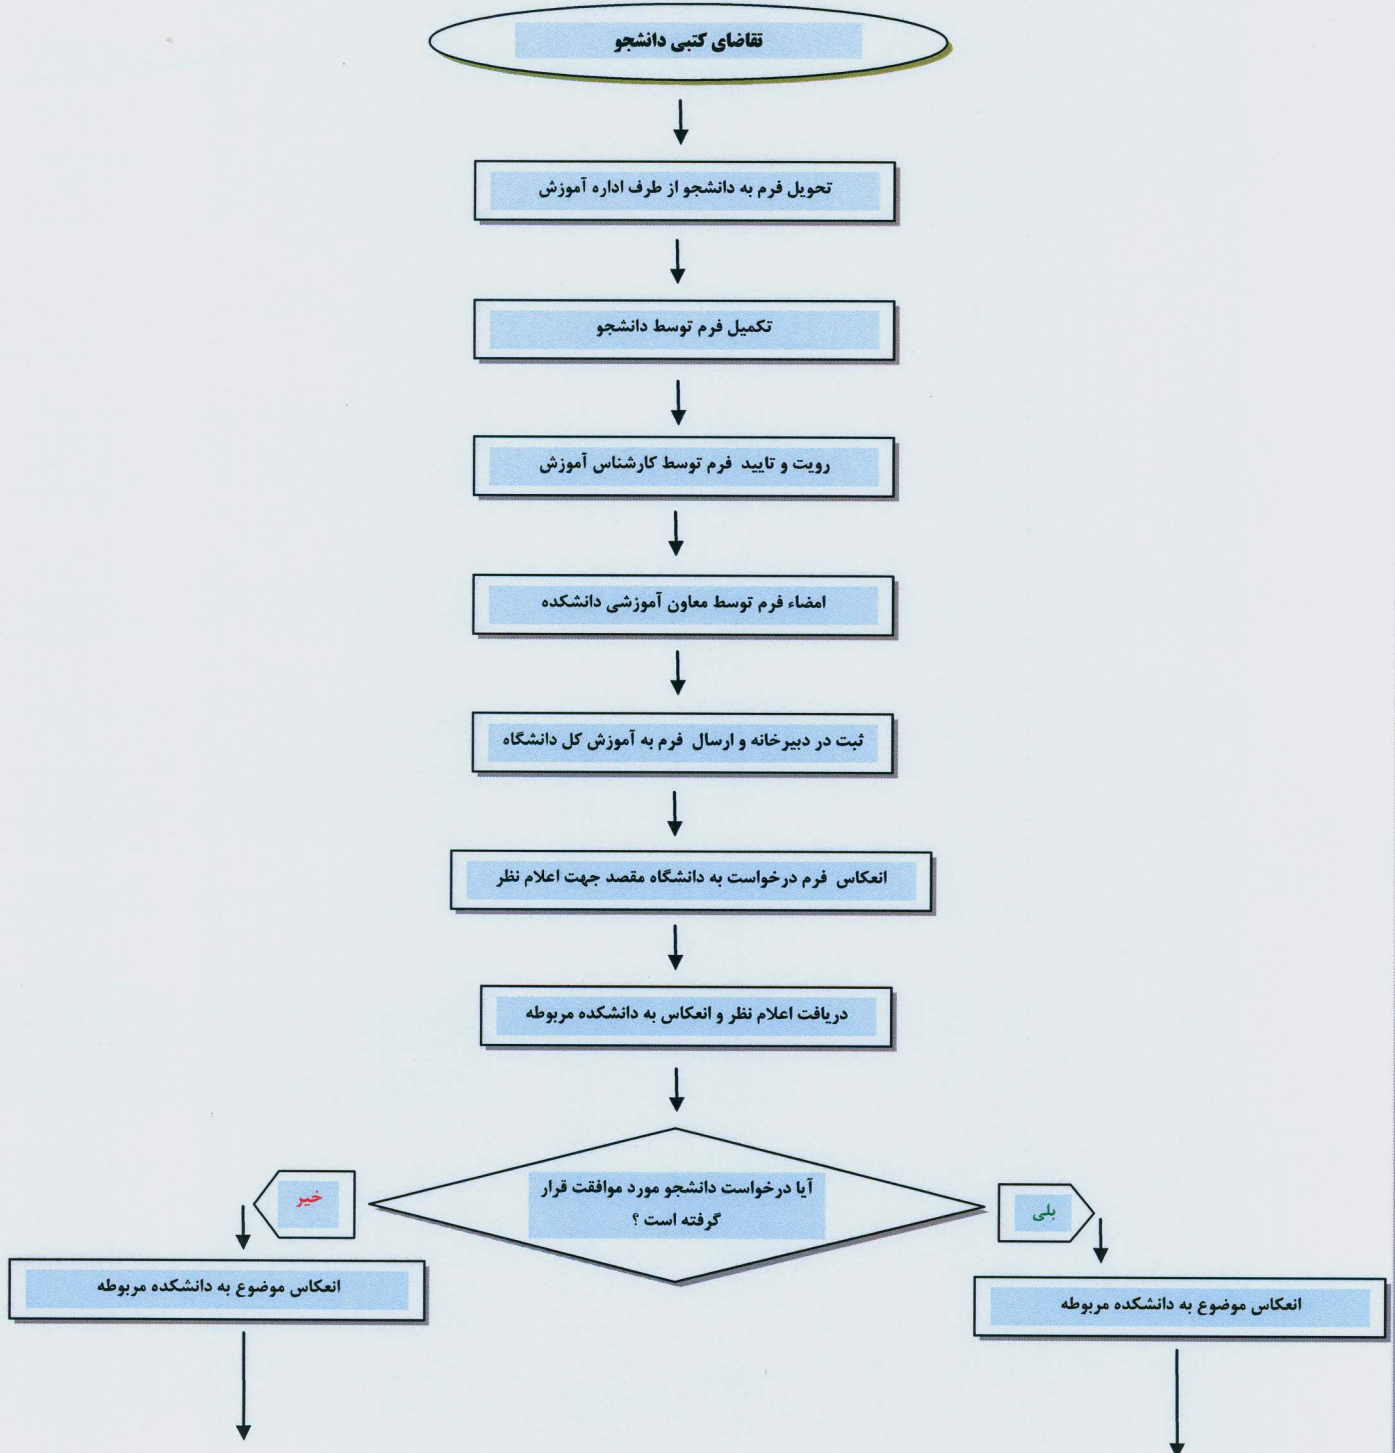 تقاضای کتبی دانشجو
تحویل فرم به دانشجو از طرف اداره آموزش
تکمیل فرم توسط دانشجو
رویت و تایید فرم توسط کارشناس آموزش
امضاء فرم توسط معاون آموزشی دانشکده
ثبت در دبیرخانه و ارسال فرم به آموزش کل دانشگاه
انعکاس فرم درخواست به دانشگاه مقصد جهت اعلام نظر
دریافت اعلام نظر و انعکاس به دانشکده مربوطه
آیا درخواست دانشجو مورد موافقت قرار
گرفته است ؟
بلی
خیر
انعکاس موضوع به دانشکده مربوطه
انعکاس موضوع به دانشکده مربوطه